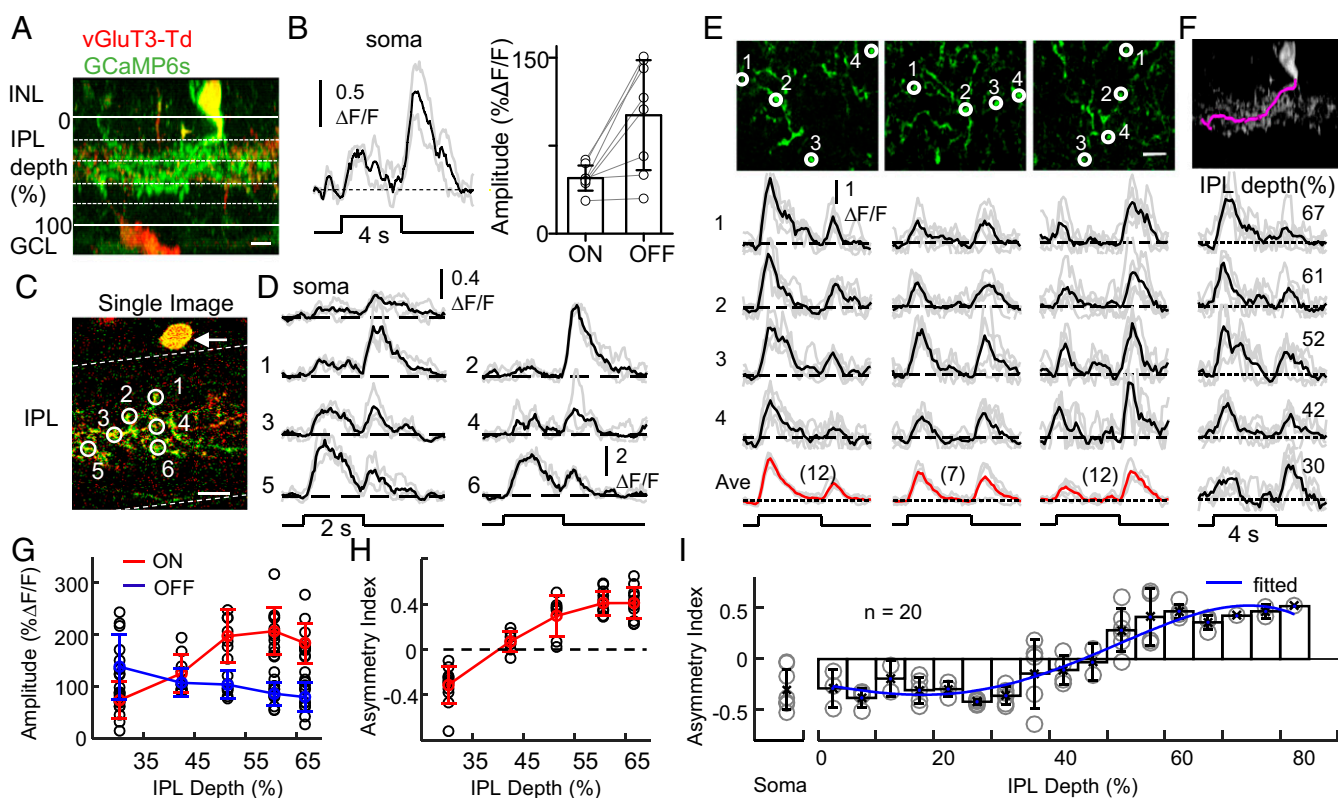 A
vGluT3-Td
GCaMP6s
INL
0
IPL
depth
(%)
100
GCL
B
soma
0.5
ΔF/F
4 s
Amplitude (%ΔF/F)
150
0
ON
OFF
C
Single Image
IPL
1
2
3
4
5
6
D
soma
0.4
ΔF/F
1
2
3
4
5
6
2
ΔF/F
2 s
E
1
2
3
4
1
2
3
4
1
2
3
4
1
ΔF/F
1
2
3
4
Ave
(12)
(7)
(12)
F
IPL depth(%)
67
61
52
42
30
4 s
G
ON
OFF
Amplitude (%ΔF/F)
300
200
100
0
35
45
55
65
IPL Depth (%)
H
Asymmetry Index
0.4
0
-0.4
35
45
55
65
IPL Depth (%)
I
fitted
n = 20
Asymmetry Index
0.5
0
-0.5
Soma
0
20
40
60
80
IPL Depth (%)